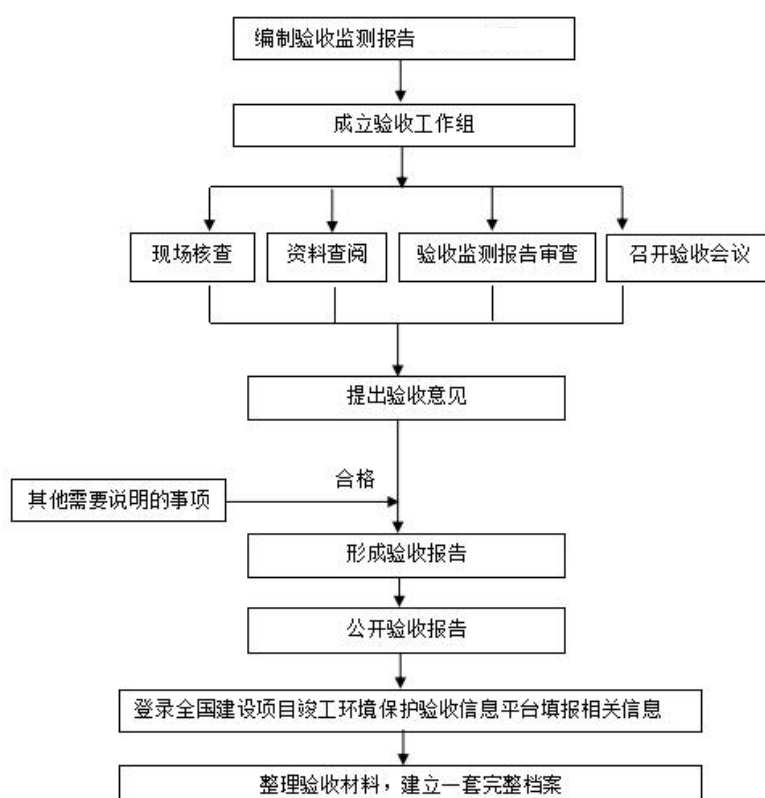 编制验收监测报告
成立验收工作组
现场核查
资料查阅
验收监测报告审查
召开验收会议
提出验收意见
合格
其他需要说明的事项
形成验收报告
公开验收报告
登录全国建设项目竣工环境保护验收信息平台填报相关信息
整理验收材料，建立一套完整档案